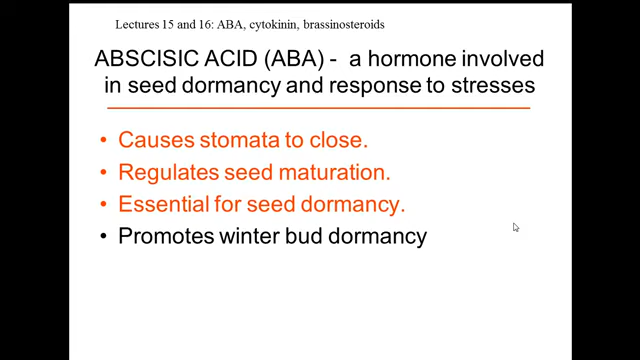 Lectures 15 and 16: ABA, cytokinin, brassinosteroids
ABSCISIC ACID (ABA) - a hormone involved
in seed dormancy and response to stresses
• Causes stomata to close.
• Regulates seed maturation.
• Essential for seed dormancy.
• Promotes winter bud dormancy